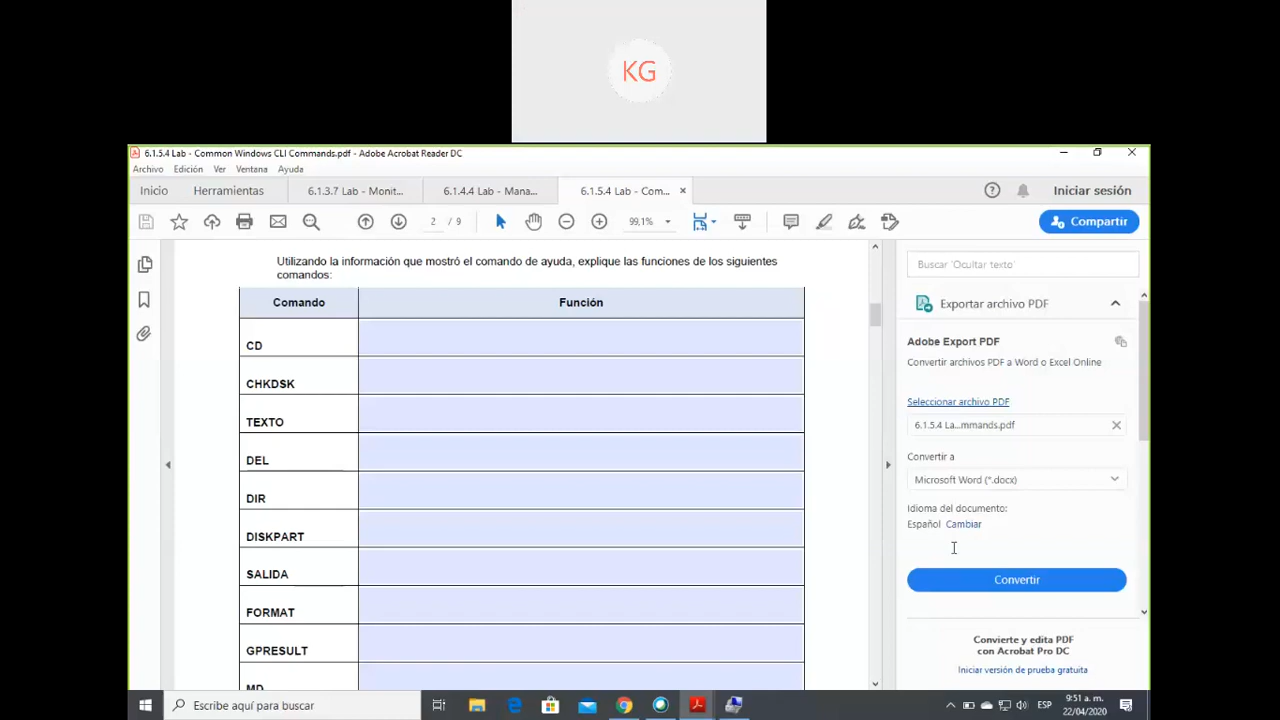 KG
6.1.5.4 Lab - Common Windows CLI Commands.pdf - Adobe Acrobat Reader DC
Archivo Edición Ver Ventana Ayuda
Inicio Herramientas 6.1.3.7 Lab - Monit... 6.1.4.4 Lab - Mana... 6.1.5.4 Lab - Com... Iniciar sesión
2 / 9 99,1% Compartir
Utilizando la información que mostró el comando de ayuda, explique las funciones de los siguientes
comandos:
Comando Función
CD
CHKDSK
TEXTO
DEL
DIR
DISKPART
SALIDA
FORMAT
GPRESULT
MD
Buscar 'Ocultar texto'
Exportar archivo PDF
Adobe Export PDF
Convertir archivos PDF a Word o Excel Online
Seleccionar archivo PDF
6.1.5.4 La...mmands.pdf
Convertir a
Microsoft Word (*.docx)
Idioma del documento:
Español Cambiar
Convertir
Convierte y edita PDF
con Acrobat Pro DC
Iniciar versión de prueba gratuita
Escribe aquí para buscar
ESP
9:51 a. m.
22/04/2020